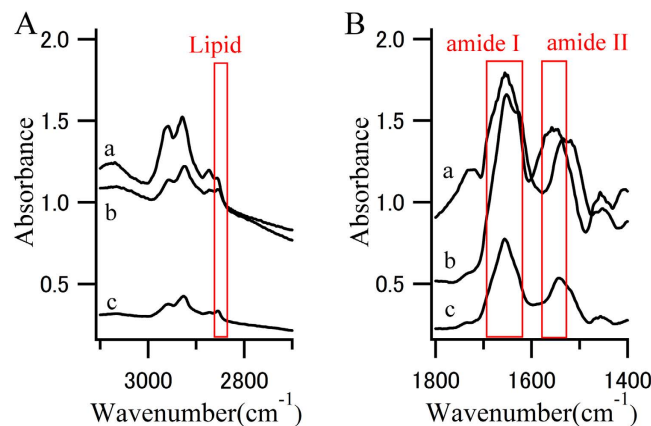 A
B
2.0
Lipid
1.5
1.0
0.5
a
b
c
Absorbance
3000
2800
Wavenumber(cm-1)
2.0
amide I
amide II
1.5
1.0
0.5
a
b
c
Absorbance
1800
1600
1400
Wavenumber(cm-1)